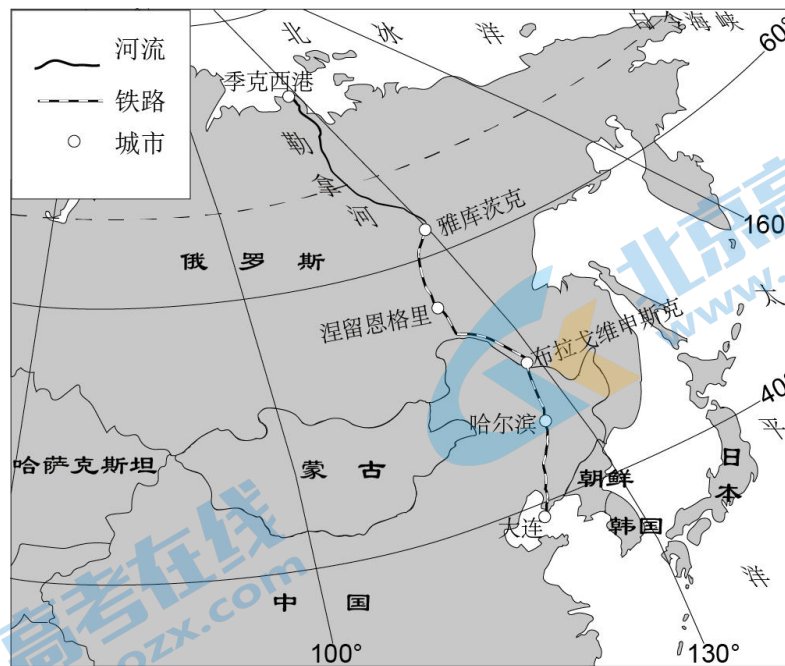 北冰洋
白令海峡
60°
河流
铁路
城市
季克西港
勒拿河
雅库茨克
160°
俄罗斯
涅留恩格里
布拉戈维申斯克
太平洋
40°
哈尔滨
哈萨克斯坦
蒙古
朝鲜
日本
大连
韩国
中国
100°
130°
北京高
www.
高考在线
ozx.com